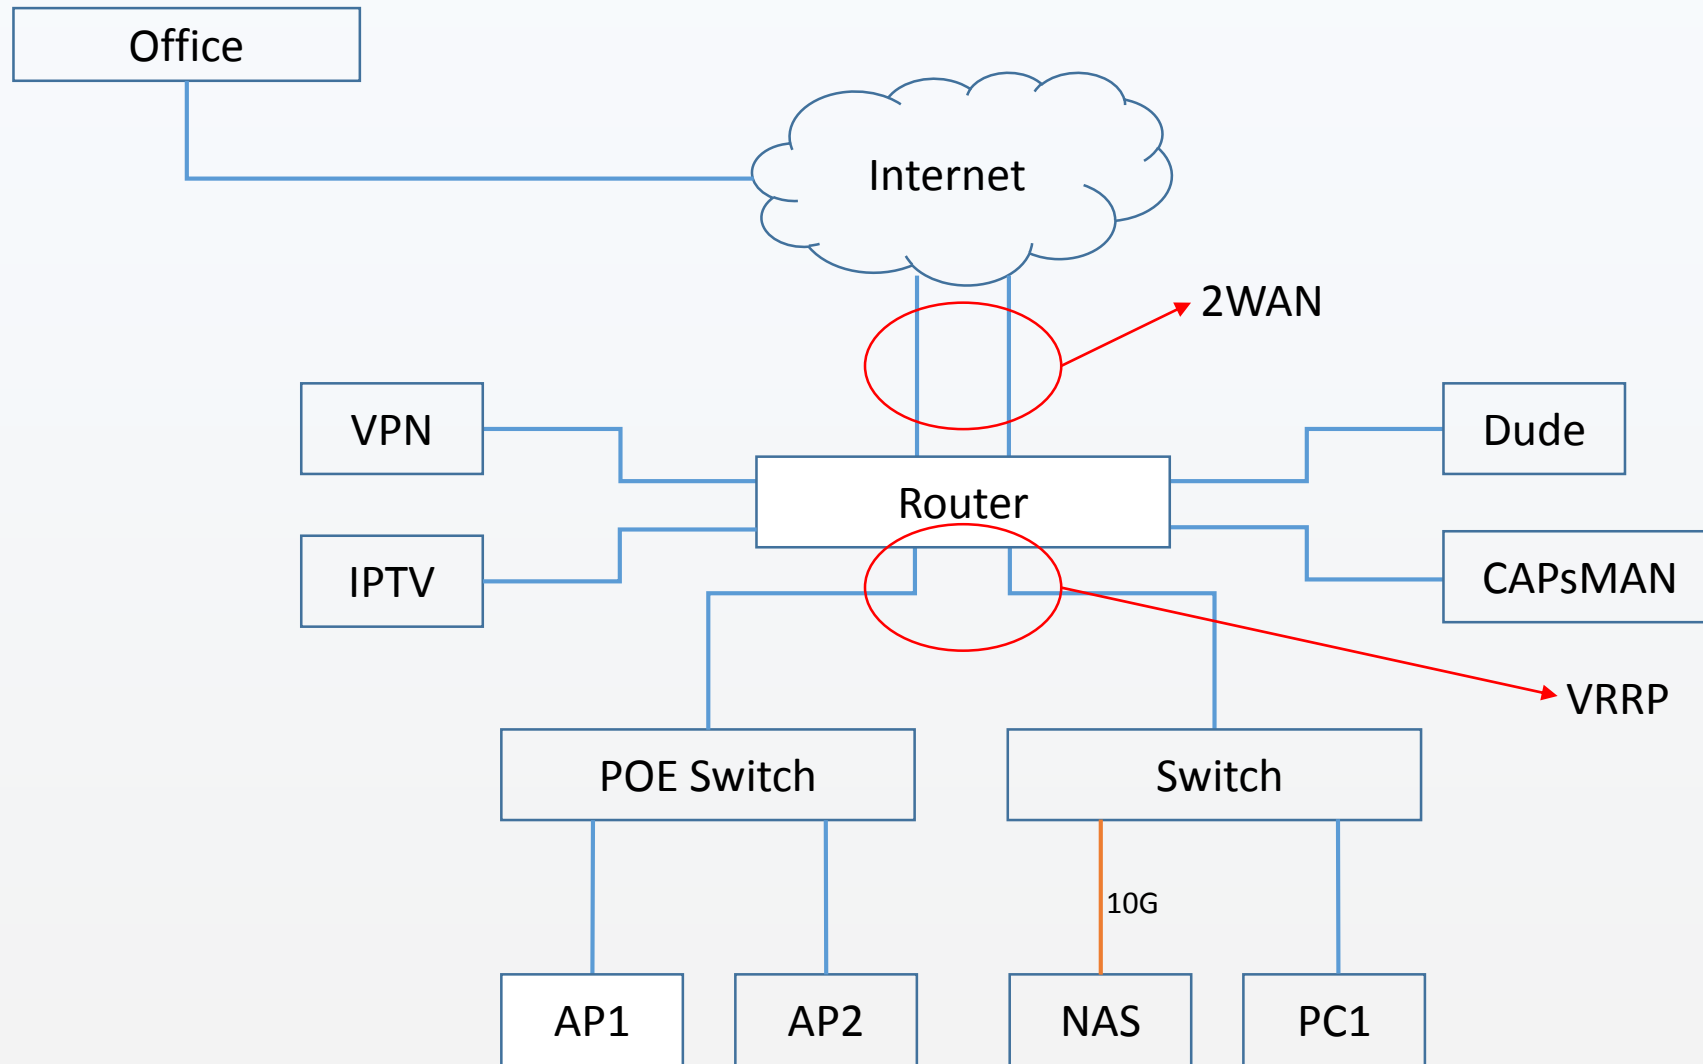 Office
Internet
2WAN
VPN
Dude
Router
IPTV
CAPsMAN
VRRP
POE Switch
Switch
10G
AP1
AP2
NAS
PC1